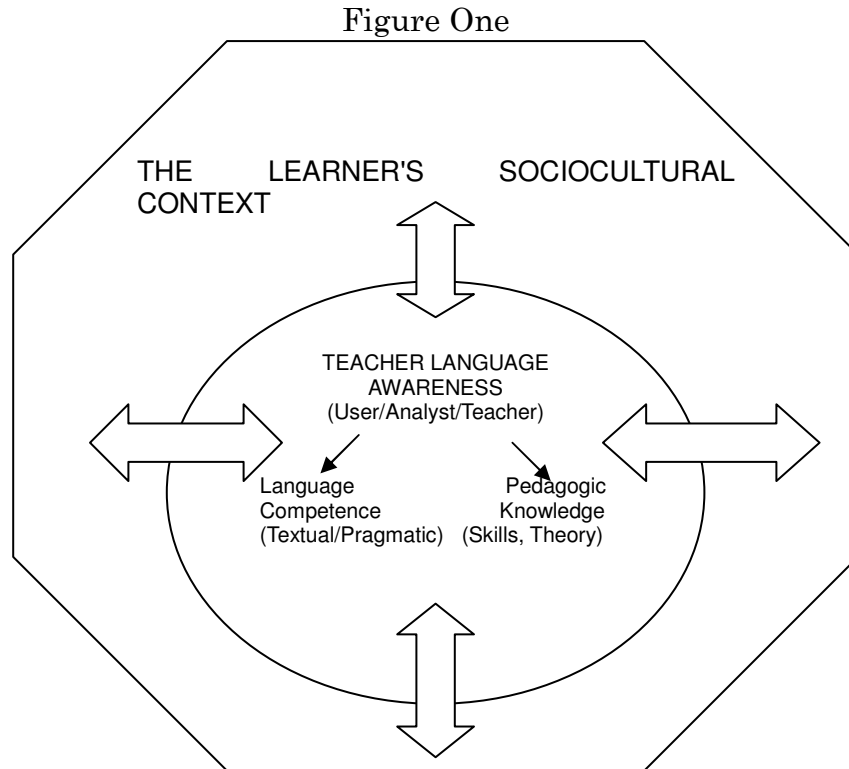 Figure One
THE LEARNER'S SOCIOCULTURAL
CONTEXT
TEACHER LANGUAGE
AWARENESS
(User/Analyst/Teacher)
Language
Competence
(Textual/Pragmatic)
Pedagogic
Knowledge
(Skills, Theory)